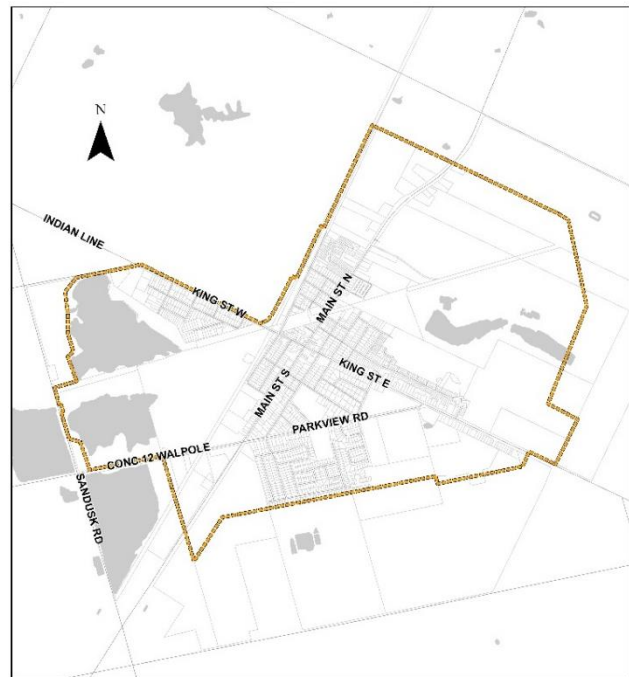 N
INDIAN LINE
KING ST W
MAIN ST N
KING ST E
MAIN ST S
PARKVIEW RD
CONC 12 WALPOLE
SANDUSK RD